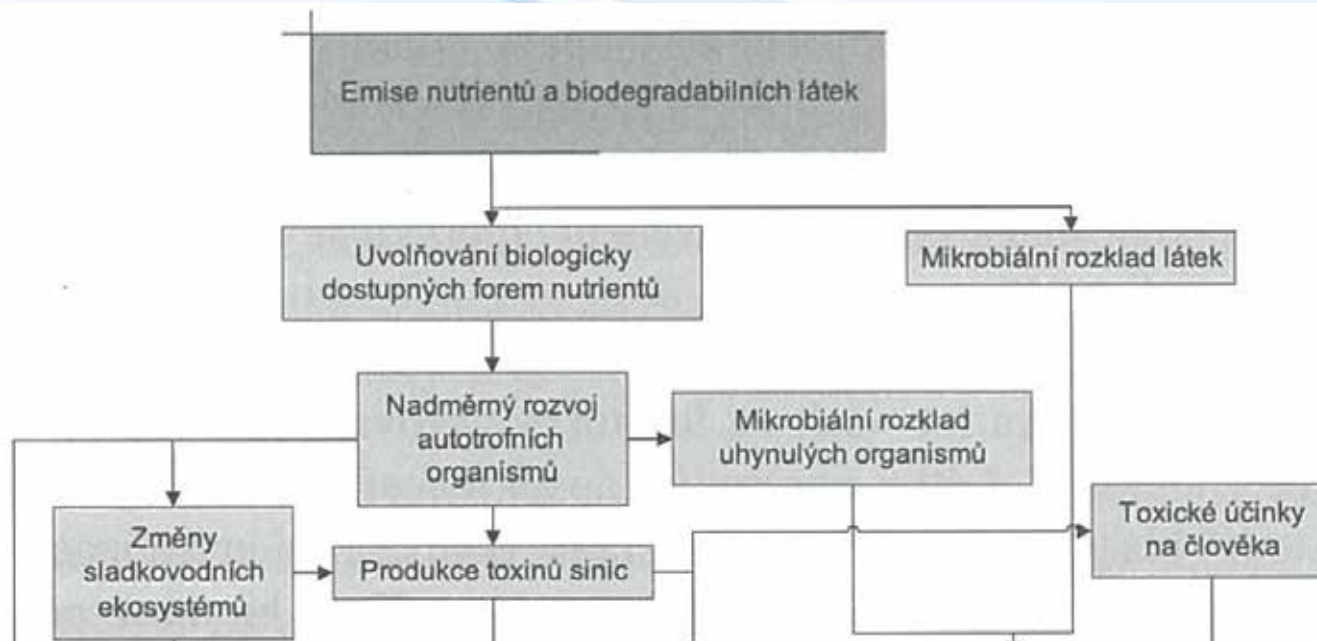 Emise nutrientů a biodegradabilních látek
Uvolňování biologicky
dostupných forem nutrientů
Mikrobiální rozklad látek
Nadměrný rozvoj
autotrofních
organismů
Mikrobiální rozklad
uhynulých organismů
Změny
sladkovodních
ekosystémů
Produkce toxinů sinic
Toxické účinky
na člověka